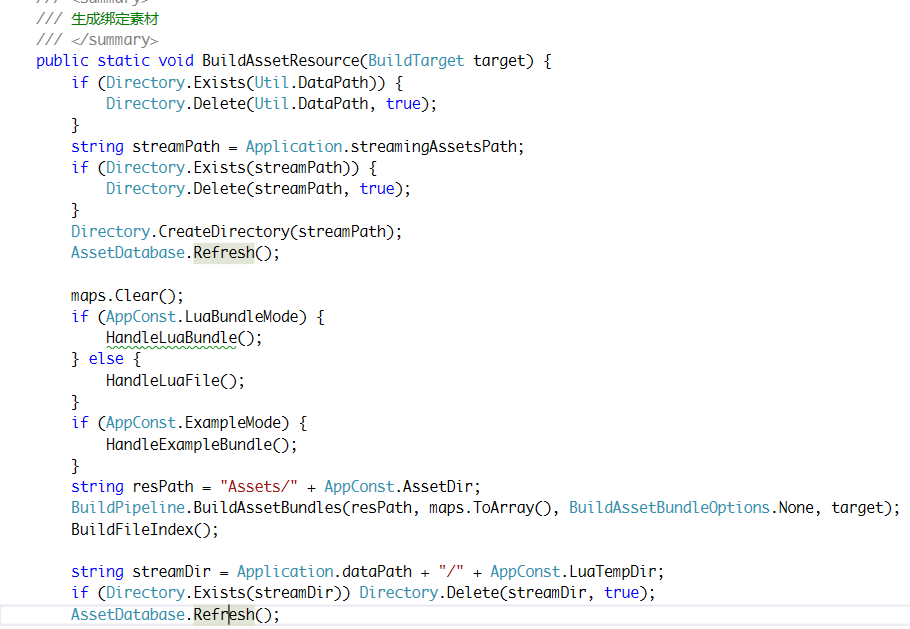 /// <summary>
/// 生成绑定素材
/// </summary>
public static void BuildAssetResource(BuildTarget target) {
    if (Directory.Exists(Util.DataPath)) {
        Directory.Delete(Util.DataPath, true);
    }
    string streamPath = Application.streamingAssetsPath;
    if (Directory.Exists(streamPath)) {
        Directory.Delete(streamPath, true);
    }
    Directory.CreateDirectory(streamPath);
    AssetDatabase.Refresh();

    maps.Clear();
    if (AppConst.LuaBundleMode) {
        HandleLuaBundle();
    } else {
        HandleLuaFile();
    }
    if (AppConst.ExampleMode) {
        HandleExampleBundle();
    }
    string resPath = "Assets/" + AppConst.AssetDir;
    BuildPipeline.BuildAssetBundles(resPath, maps.ToArray(), BuildAssetBundleOptions.None, target);
    BuildFileIndex();

    string streamDir = Application.dataPath + "/" + AppConst.LuaTempDir;
    if (Directory.Exists(streamDir)) Directory.Delete(streamDir, true);
    AssetDatabase.Refresh();